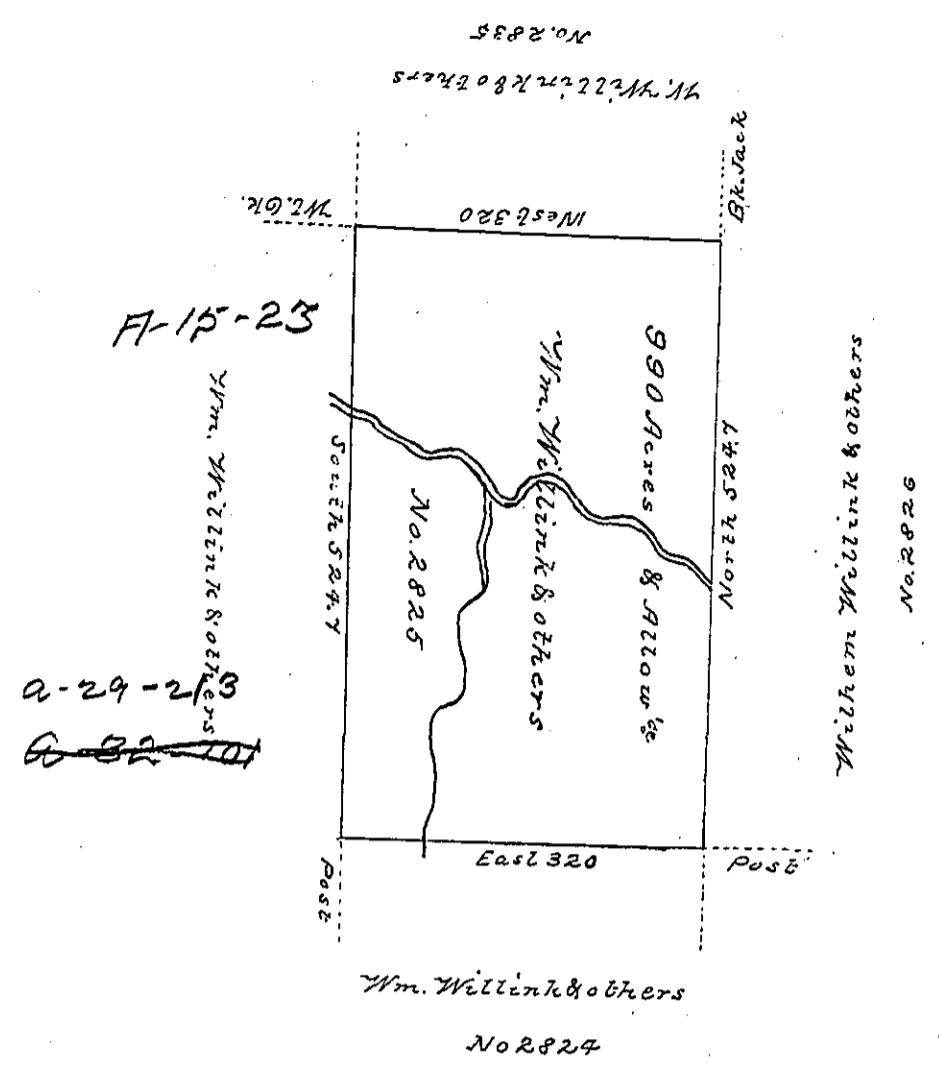 No. 2835
W. Willink & others
Bk. Jack
Wt. Ok.
West 320
A-15-23
990 Acres & Allow'ce
Wm. Willink & others
No. 2825
South 524.7
North 524.7
Wm. Willink & others
Wilhem Willink & others
No. 2826
a-29-213
East 320
Post
Post
Wm. Willink & others
No 2824